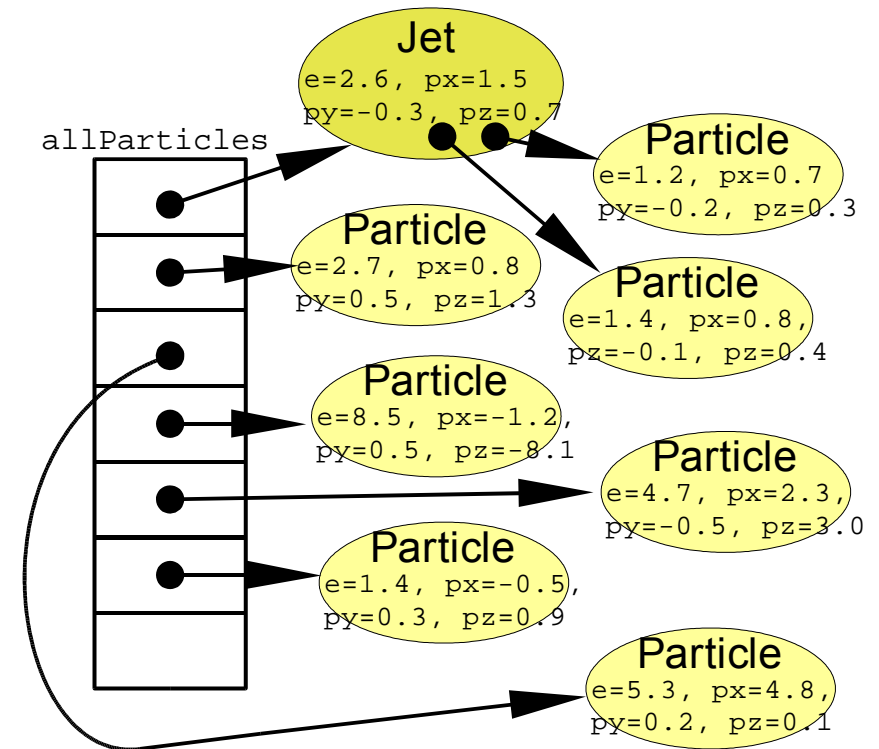 Jet
e=2.6, px=1.5
py=-0.3, pz=0.7
allParticles
Particle
e=1.2, px=0.7
py=-0.2, pz=0.3
Particle
e=2.7, px=0.8
py=0.5, pz=1.3
Particle
e=1.4, px=0.8,
pz=-0.1, pz=0.4
Particle
e=8.5, px=-1.2,
py=0.5, pz=-8.1
Particle
e=4.7, px=2.3,
py=-0.5, pz=3.0
Particle
e=1.4, px=-0.5,
py=0.3, pz=0.9
Particle
e=5.3, px=4.8,
py=0.2, pz=0.1